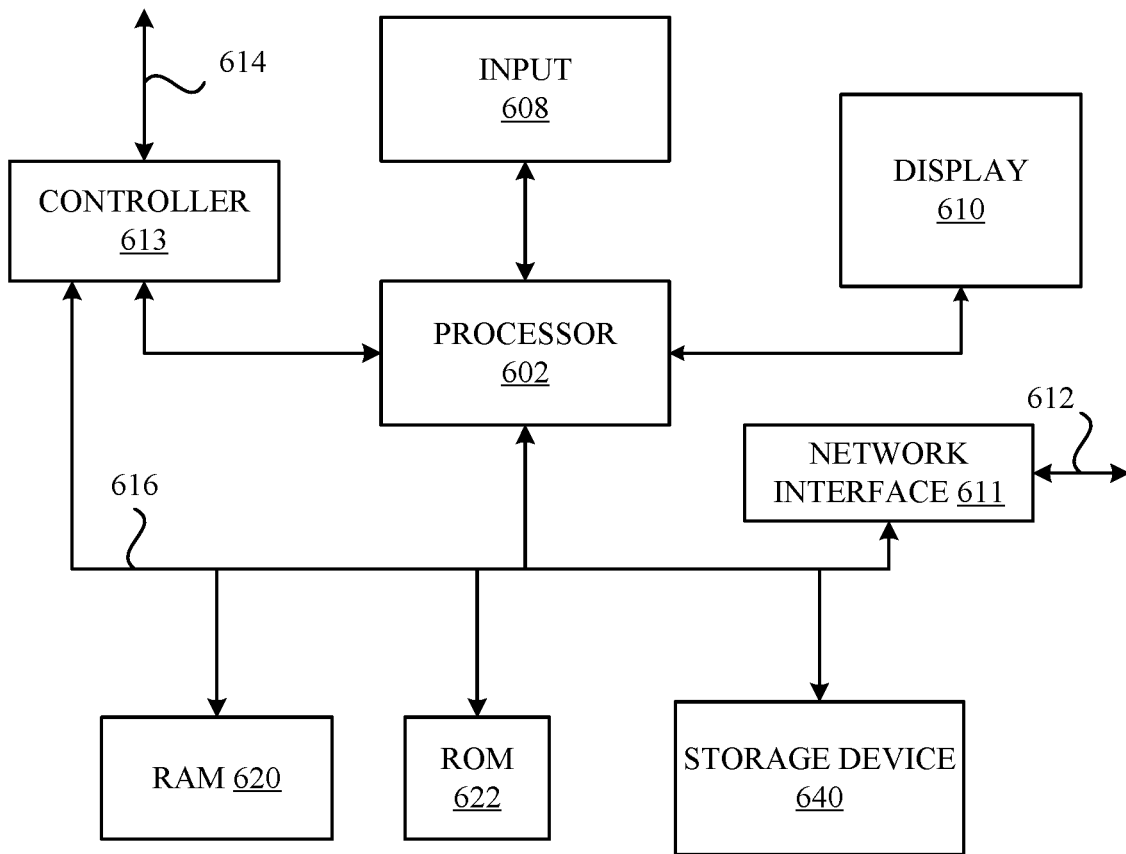 614
INPUT
608
DISPLAY
610
CONTROLLER
613
PROCESSOR
602
612
NETWORK
INTERFACE 611
616
RAM 620
ROM
622
STORAGE DEVICE
640